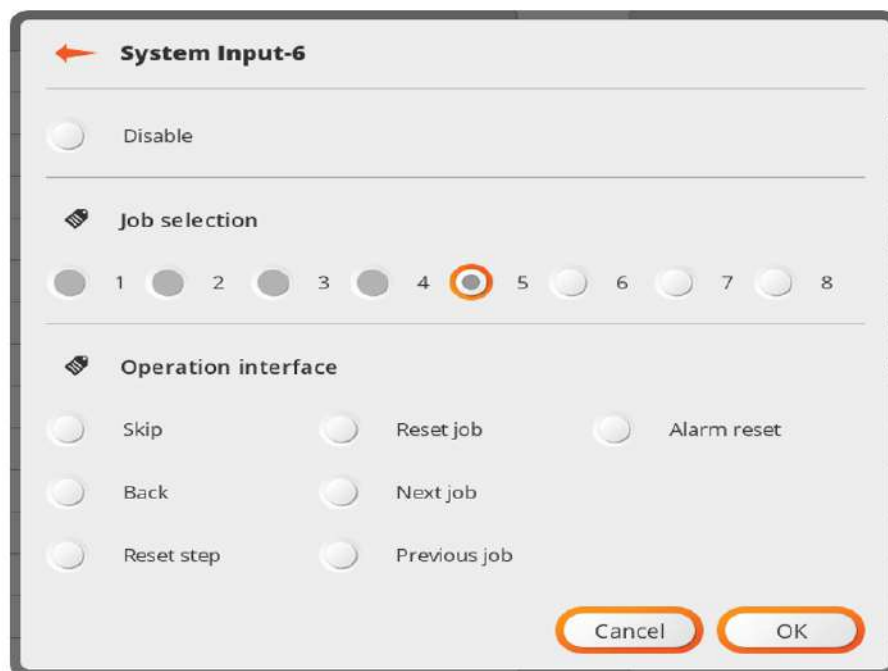 System Input-6
Disable
Job selection
1 2 3 4 5 6 7 8
Operation interface
Skip Reset job Alarm reset
Back Next job
Reset step Previous job
Cancel OK